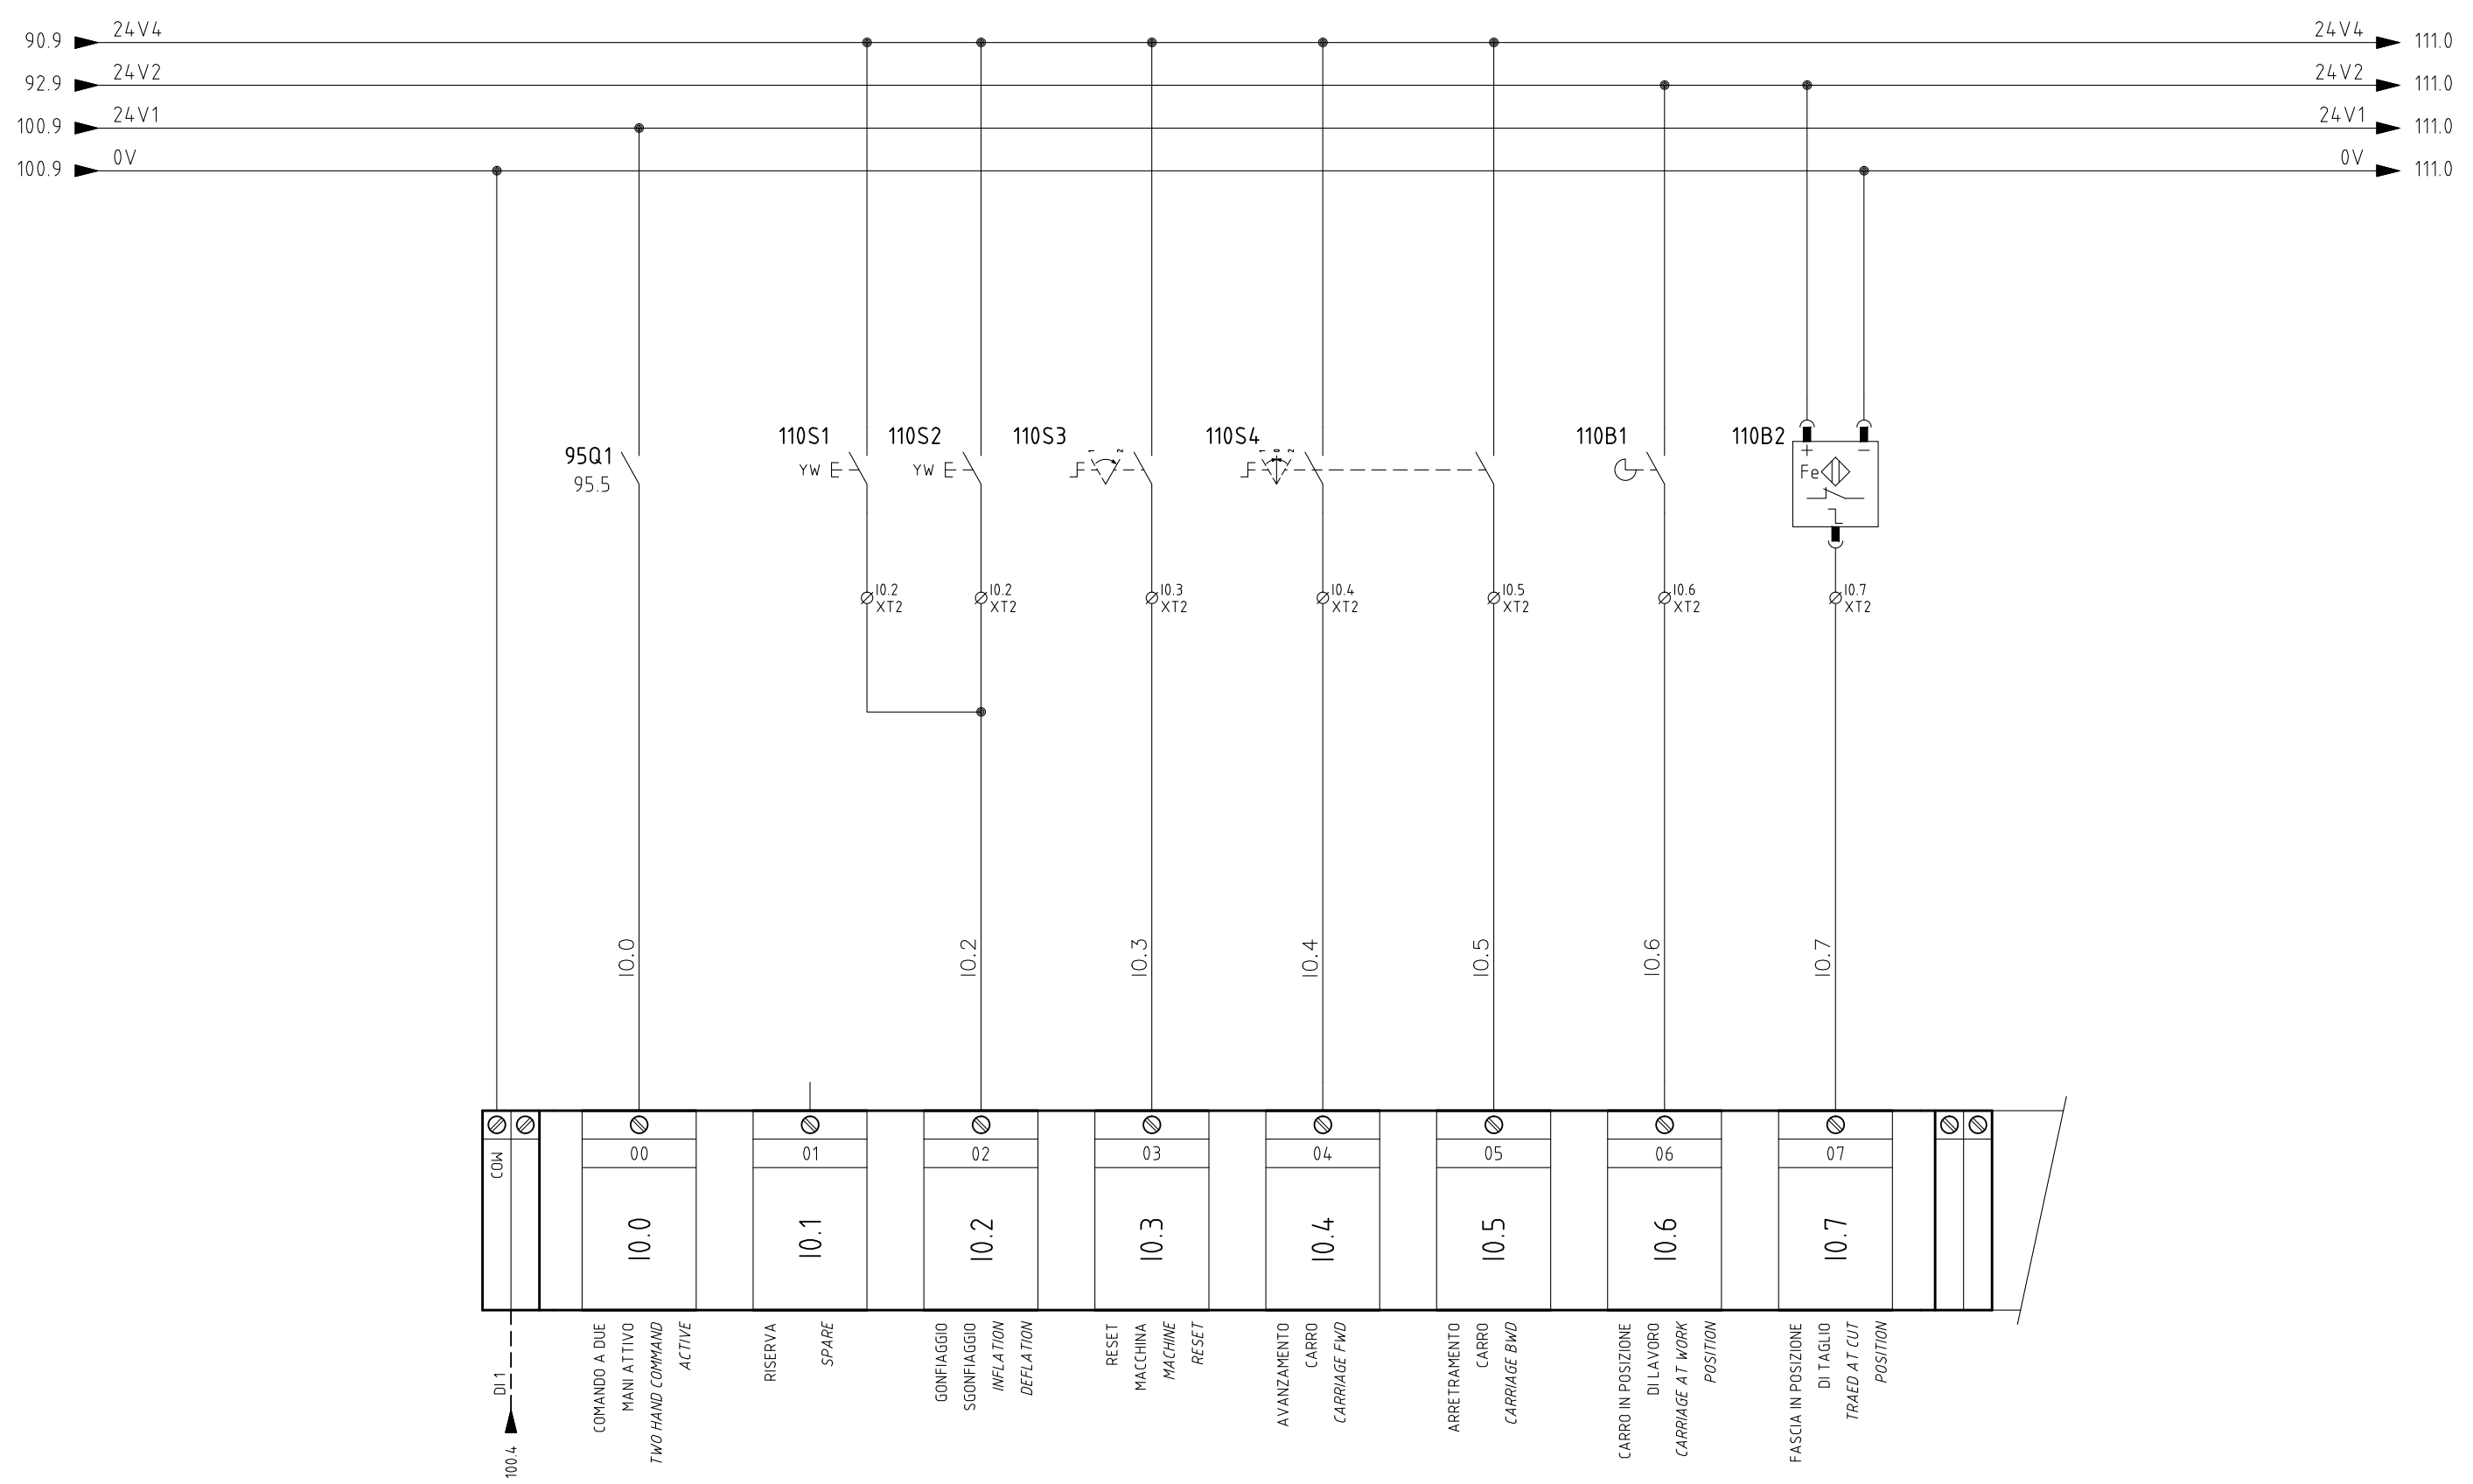 90.9 24V4 24V4 111.0
92.9 24V2 24V2 111.0
100.9 24V1 24V1 111.0
100.9 0V 0V 111.0
95Q1
95.5
110S1
YW
110S2
YW
110S3
1 2
110S4
1 0 2
110B1
110B2
+ −
Fe
I0.2
XT2
I0.2
XT2
I0.3
XT2
I0.4
XT2
I0.5
XT2
I0.6
XT2
I0.7
XT2
I0.0
I0.2
I0.3
I0.4
I0.5
I0.6
I0.7
COM
00
01
02
03
04
05
06
07
I0.0
I0.1
I0.2
I0.3
I0.4
I0.5
I0.6
I0.7
DI 1
100.4
COMANDO A DUE
MANI ATTIVO
TWO HAND COMMAND
ACTIVE
RISERVA
SPARE
GONFIAGGIO
SGONFIAGGIO
INFLATION
DEFLATION
RESET
MACCHINA
MACHINE
RESET
AVANZAMENTO
CARRO
CARRIAGE FWD
ARRETRAMENTO
CARRO
CARRIAGE BWD
CARRO IN POSIZIONE
DI LAVORO
CARRIAGE AT WORK
POSITION
FASCIA IN POSIZIONE
DI TAGLIO
TRAED AT CUT
POSITION